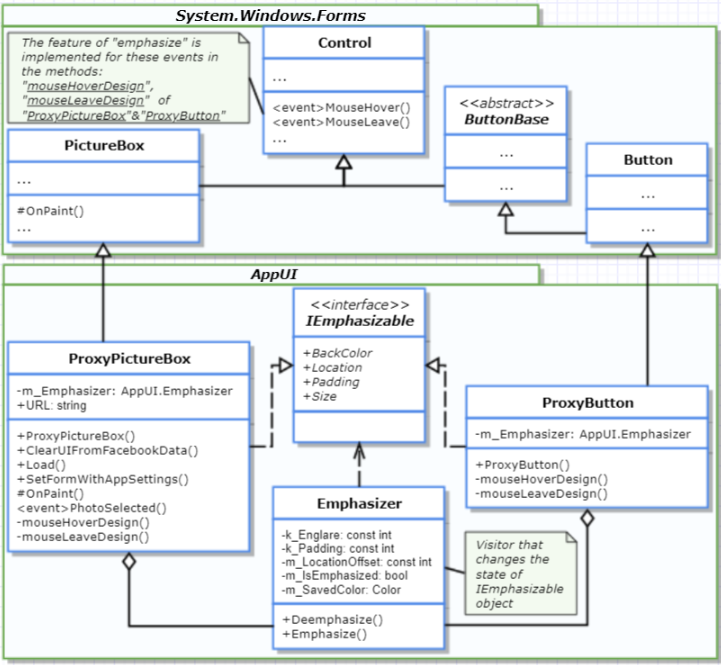 System.Windows.Forms
The feature of "emphasize" is
implemented for these events in
the methods:
"mouseHoverDesign",
"mouseLeaveDesign" of
"ProxyPictureBox"&"ProxyButton"
Control
...
<event>MouseHover()
<event>MouseLeave()
...
<<abstract>>
ButtonBase
...
...
PictureBox
...
#OnPaint()
...
Button
...
...
AppUI
<<interface>>
IEmphasizable
+BackColor
+Location
+Padding
+Size
ProxyPictureBox
-m_Emphasizer: AppUI.Emphasizer
+URL: string
+ProxyPictureBox()
+ClearUIFromFacebookData()
+Load()
+SetFormWithAppSettings()
#OnPaint()
<event>PhotoSelected()
-mouseHoverDesign()
-mouseLeaveDesign()
ProxyButton
-m_Emphasizer: AppUI.Emphasizer
+ProxyButton()
-mouseHoverDesign()
-mouseLeaveDesign()
Emphasizer
-k_Englare: const int
-k_Padding: const int
-m_LocationOffset: const int
-m_IsEmphasized: bool
-m_SavedColor: Color
+Deemphasize()
+Emphasize()
Visitor that
changes the
state of
IEmphasizable
object